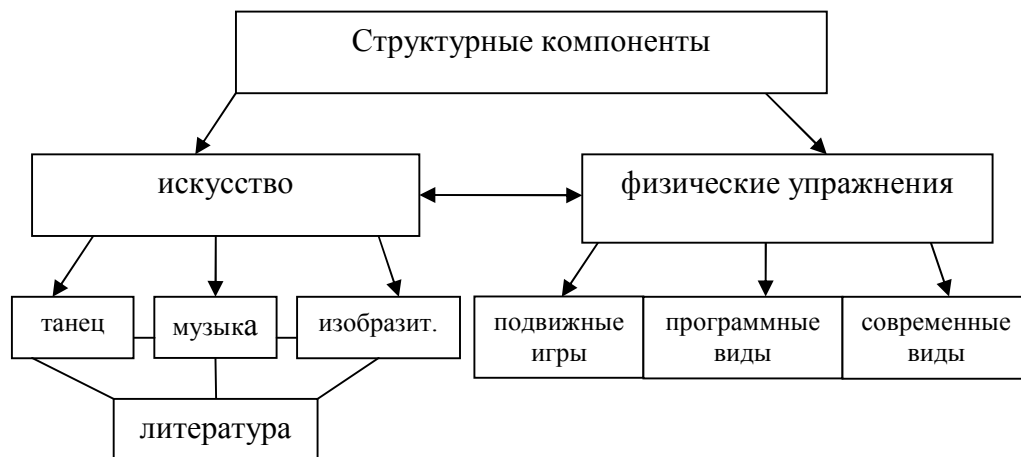 Структурные компоненты
искусство
физические упражнения
танец
музыка
изобразит.
подвижные
игры
программные
виды
современные
виды
литература